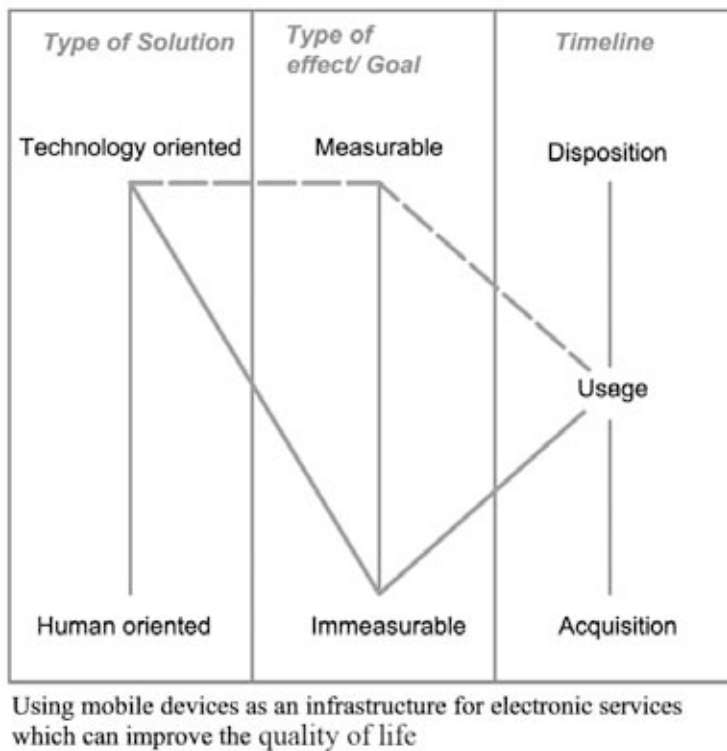 Type of Solution
Type of
effect/ Goal
Timeline
Technology oriented
Measurable
Disposition
Usage
Human oriented
Immeasurable
Acquisition
Using mobile devices as an infrastructure for electronic services
which can improve the quality of life